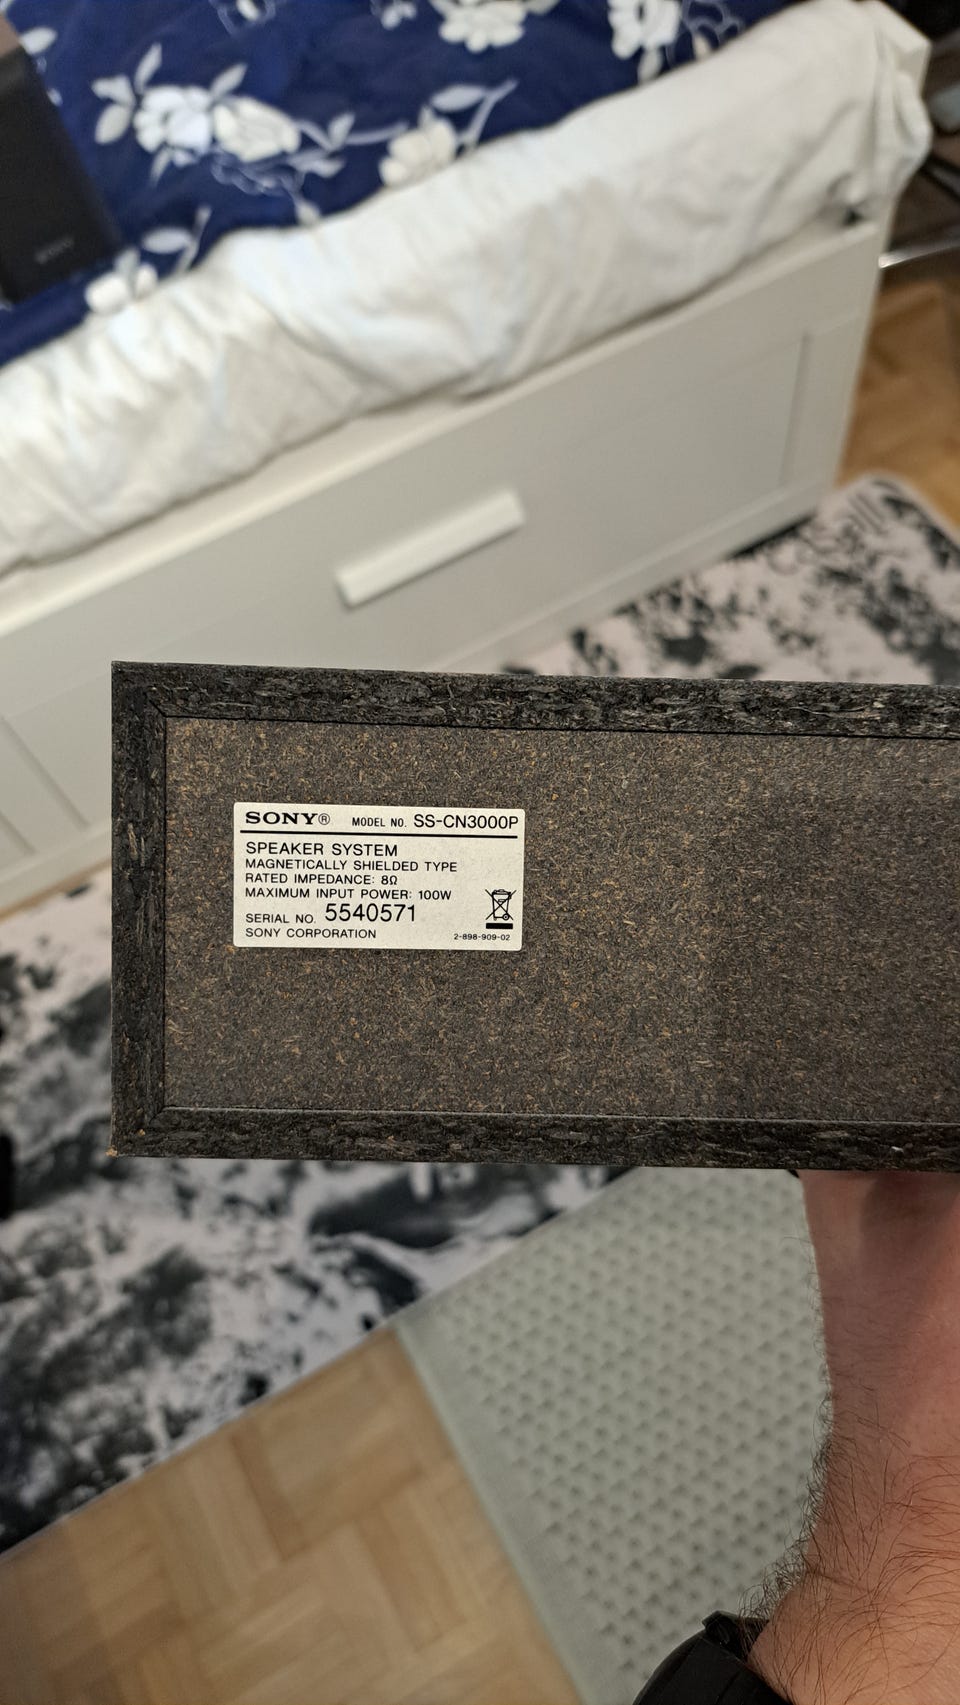 SONY
SONY® MODEL NO. SS-CN3000P
SPEAKER SYSTEM
MAGNETICALLY SHIELDED TYPE
RATED IMPEDANCE: 8Ω
MAXIMUM INPUT POWER: 100W
SERIAL NO. 5540571
SONY CORPORATION
2-898-909-02